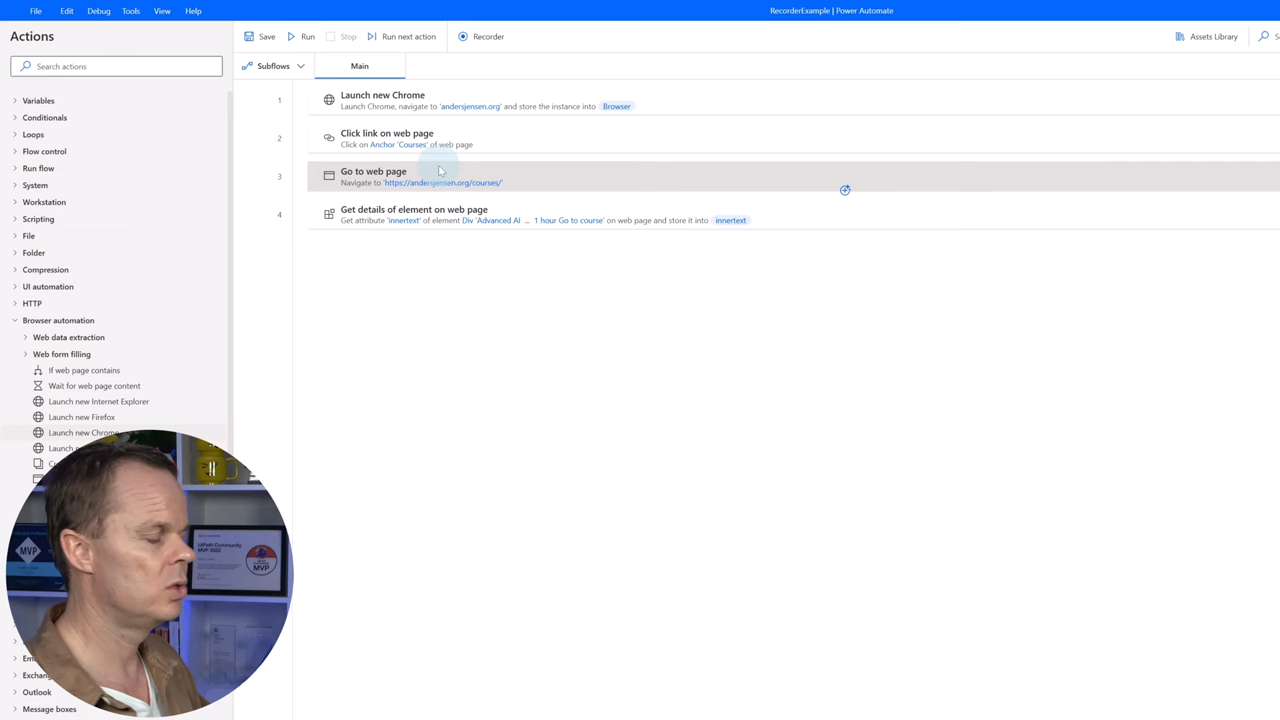 File Edit Debug Tools View Help
RecorderExample | Power Automate
Actions
Save Run Stop Run next action Recorder
Assets Library
Search actions
Subflows Main
Variables
Conditionals
Loops
Flow control
Run flow
System
Workstation
Scripting
File
Folder
Compression
UI automation
HTTP
Browser automation
Web data extraction
Web form filling
If web page contains
Wait for web page content
Launch new Internet Explorer
Launch new Firefox
Launch new Chrome
Launch
Outlook
Message boxes
1
Launch new Chrome
Launch Chrome, navigate to 'andersjensen.org' and store the instance into Browser
2
Click link on web page
Click on Anchor 'Courses' of web page
3
Go to web page
Navigate to 'https://andersjensen.org/courses/'
4
Get details of element on web page
Get attribute 'innertext' of element Div 'Advanced AI ... 1 hour Go to course' on web page and store it into innertext
MVP
UiPath Community
MVP 2022